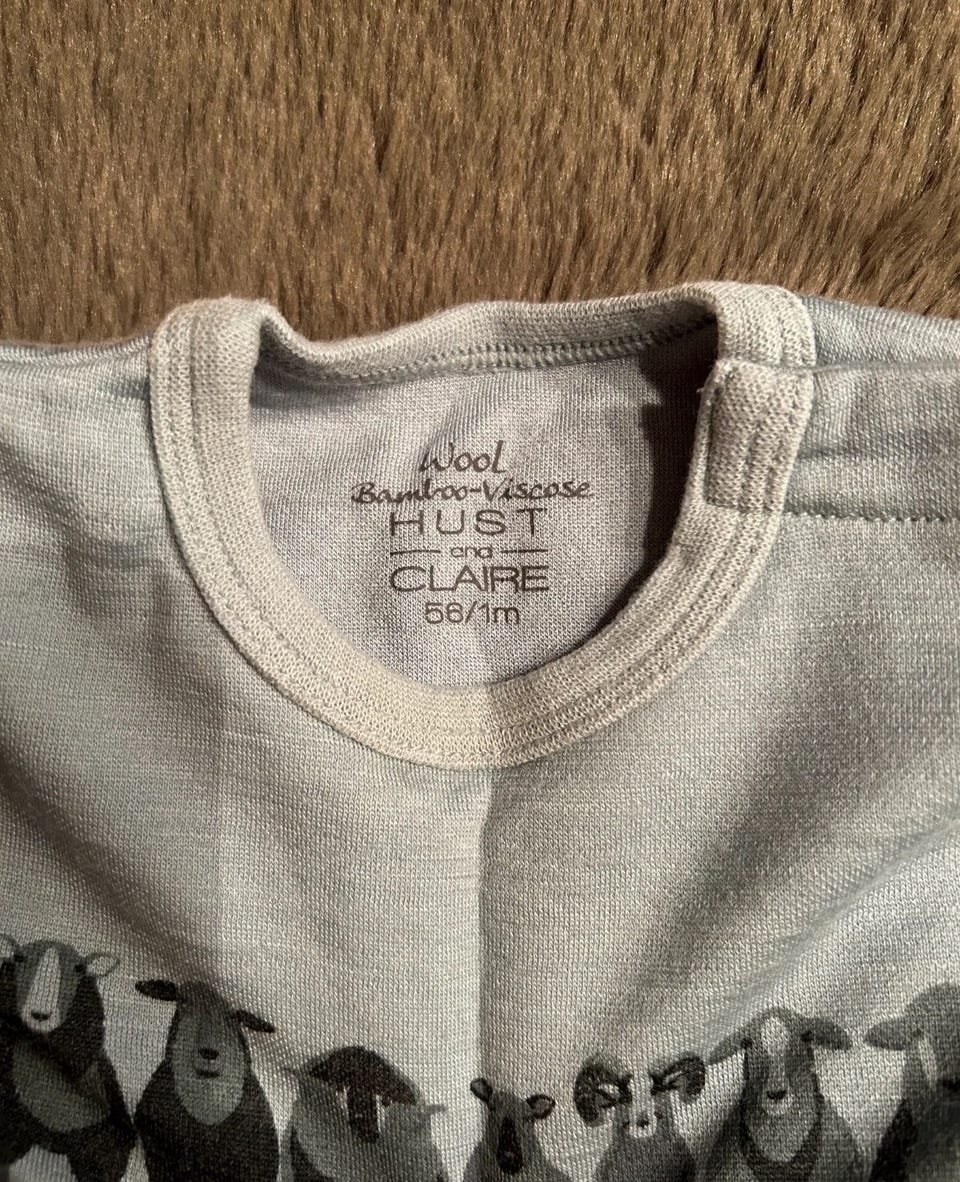 Wool
Bamboo-Viscose
HUST
and
CLAIRE
56/1m